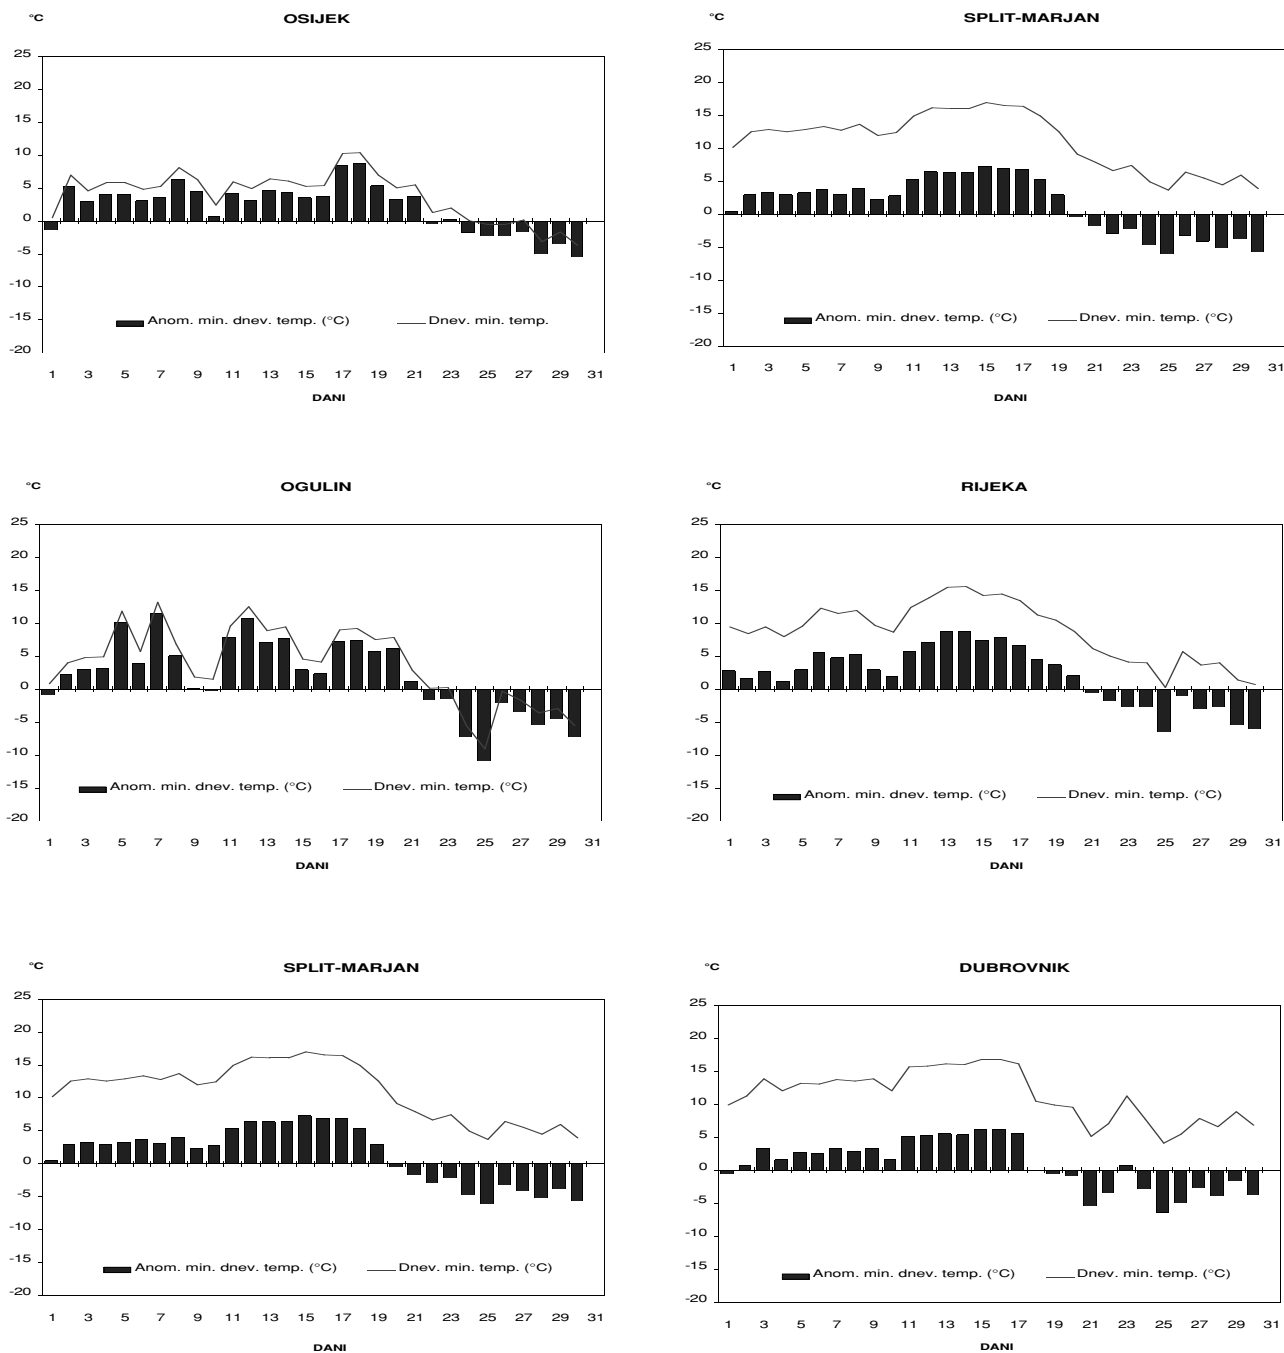 °C OSIJEK
25
20
15
10
5
0
-5
-10
-15
-20
Anom. min. dnev. temp. (°C) Dnev. min. temp.
1 3 5 7 9 11 13 15 17 19 21 23 25 27 29 31
DANI
°C SPLIT-MARJAN
25
20
15
10
5
0
-5
-10
-15
-20
Anom. min. dnev. temp. (°C) Dnev. min. temp. (°C)
1 3 5 7 9 11 13 15 17 19 21 23 25 27 29 31
DANI
°C OGULIN
25
20
15
10
5
0
-5
-10
-15
-20
Anom. min. dnev. temp. (°C) Dnev. min. temp. (°C)
1 3 5 7 9 11 13 15 17 19 21 23 25 27 29 31
DANI
°C RIJEKA
25
20
15
10
5
0
-5
-10
-15
-20
Anom. min. dnev. temp. (°C) Dnev. min. temp. (°C)
1 3 5 7 9 11 13 15 17 19 21 23 25 27 29 31
DANI
°C SPLIT-MARJAN
25
20
15
10
5
0
-5
-10
-15
-20
Anom. min. dnev. temp. (°C) Dnev. min. temp. (°C)
1 3 5 7 9 11 13 15 17 19 21 23 25 27 29 31
DANI
°C DUBROVNIK
25
20
15
10
5
0
-5
-10
-15
-20
Anom. min. dnev. temp. (°C) Dnev. min. temp. (°C)
1 3 5 7 9 11 13 15 17 19 21 23 25 27 29 31
DANI